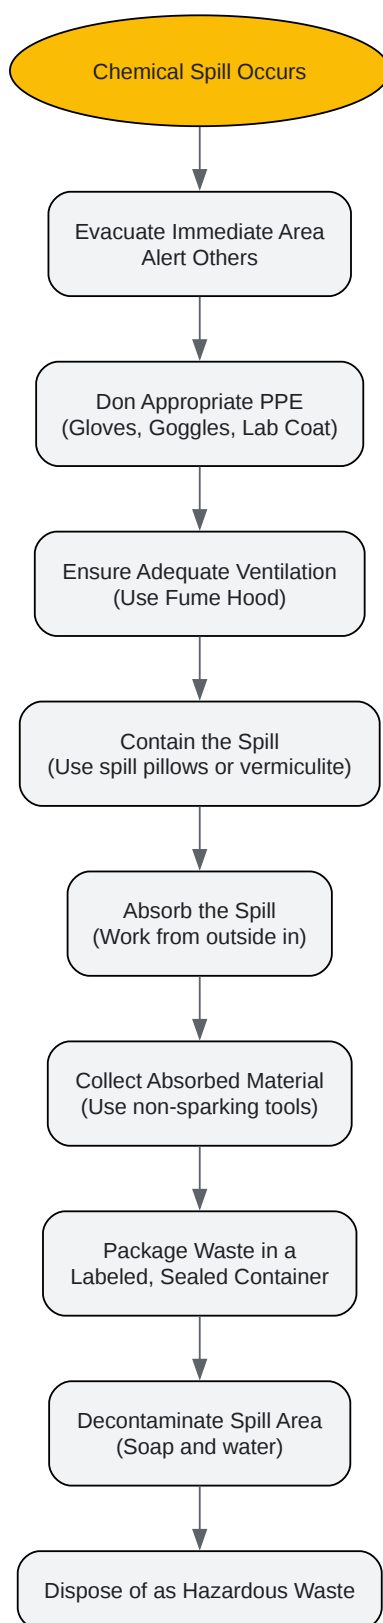 Chemical Spill Occurs
Evacuate Immediate Area
Alert Others
Don Appropriate PPE
(Gloves, Goggles, Lab Coat)
Ensure Adequate Ventilation
(Use Fume Hood)
Contain the Spill
(Use spill pillows or vermiculite)
Absorb the Spill
(Work from outside in)
Collect Absorbed Material
(Use non-sparking tools)
Package Waste in a
Labeled, Sealed Container
Decontaminate Spill Area
(Soap and water)
Dispose of as Hazardous Waste